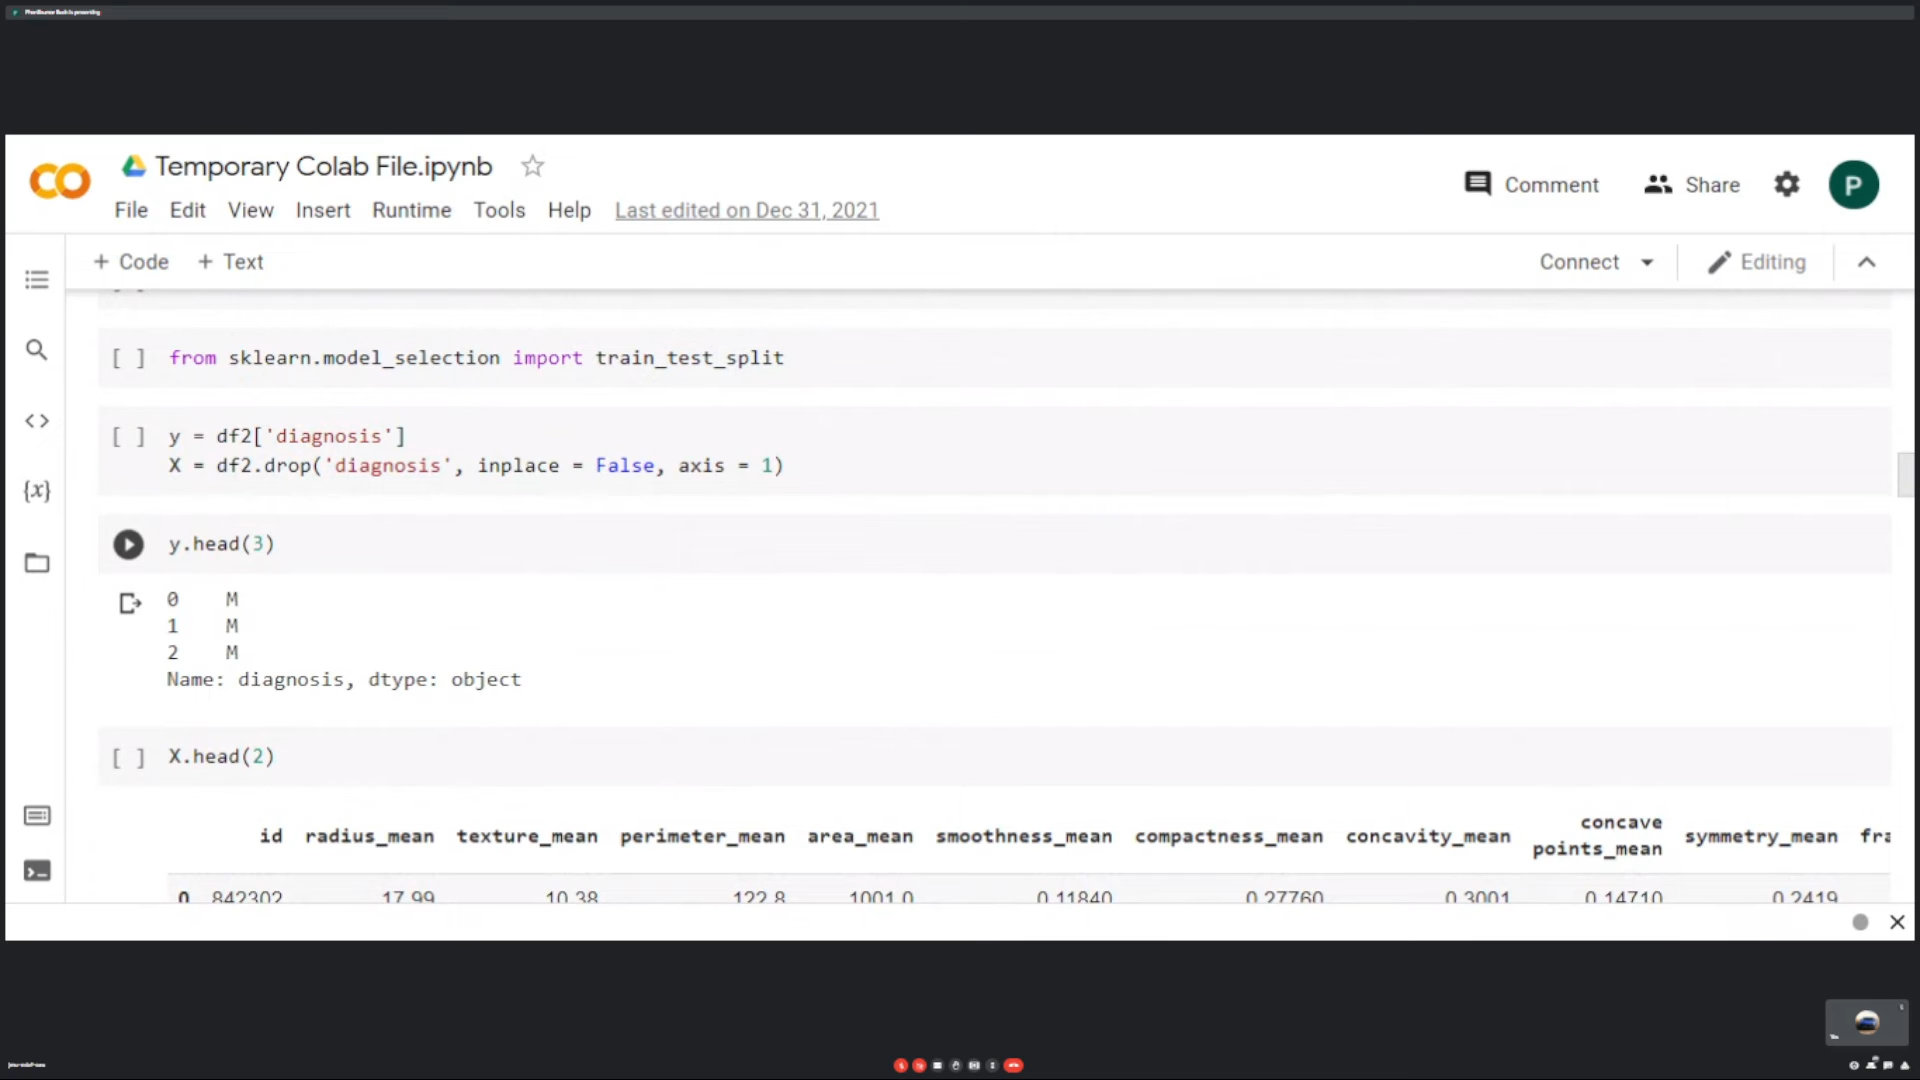 Temporary Colab File.ipynb
Comment
Share
P
File Edit View Insert Runtime Tools Help Last edited on Dec 31, 2021
+ Code + Text
Connect
Editing
[ ] from sklearn.model_selection import train_test_split
[ ] y = df2['diagnosis']
X = df2.drop('diagnosis', inplace = False, axis = 1)
y.head(3)
0 M
1 M
2 M
Name: diagnosis, dtype: object
[ ] X.head(2)
id radius_mean texture_mean perimeter_mean area_mean smoothness_mean compactness_mean concavity_mean concave points_mean symmetry_mean fra
0 842302 17.99 10.38 122.8 1001.0 0.11840 0.27760 0.3001 0.14710 0.2419